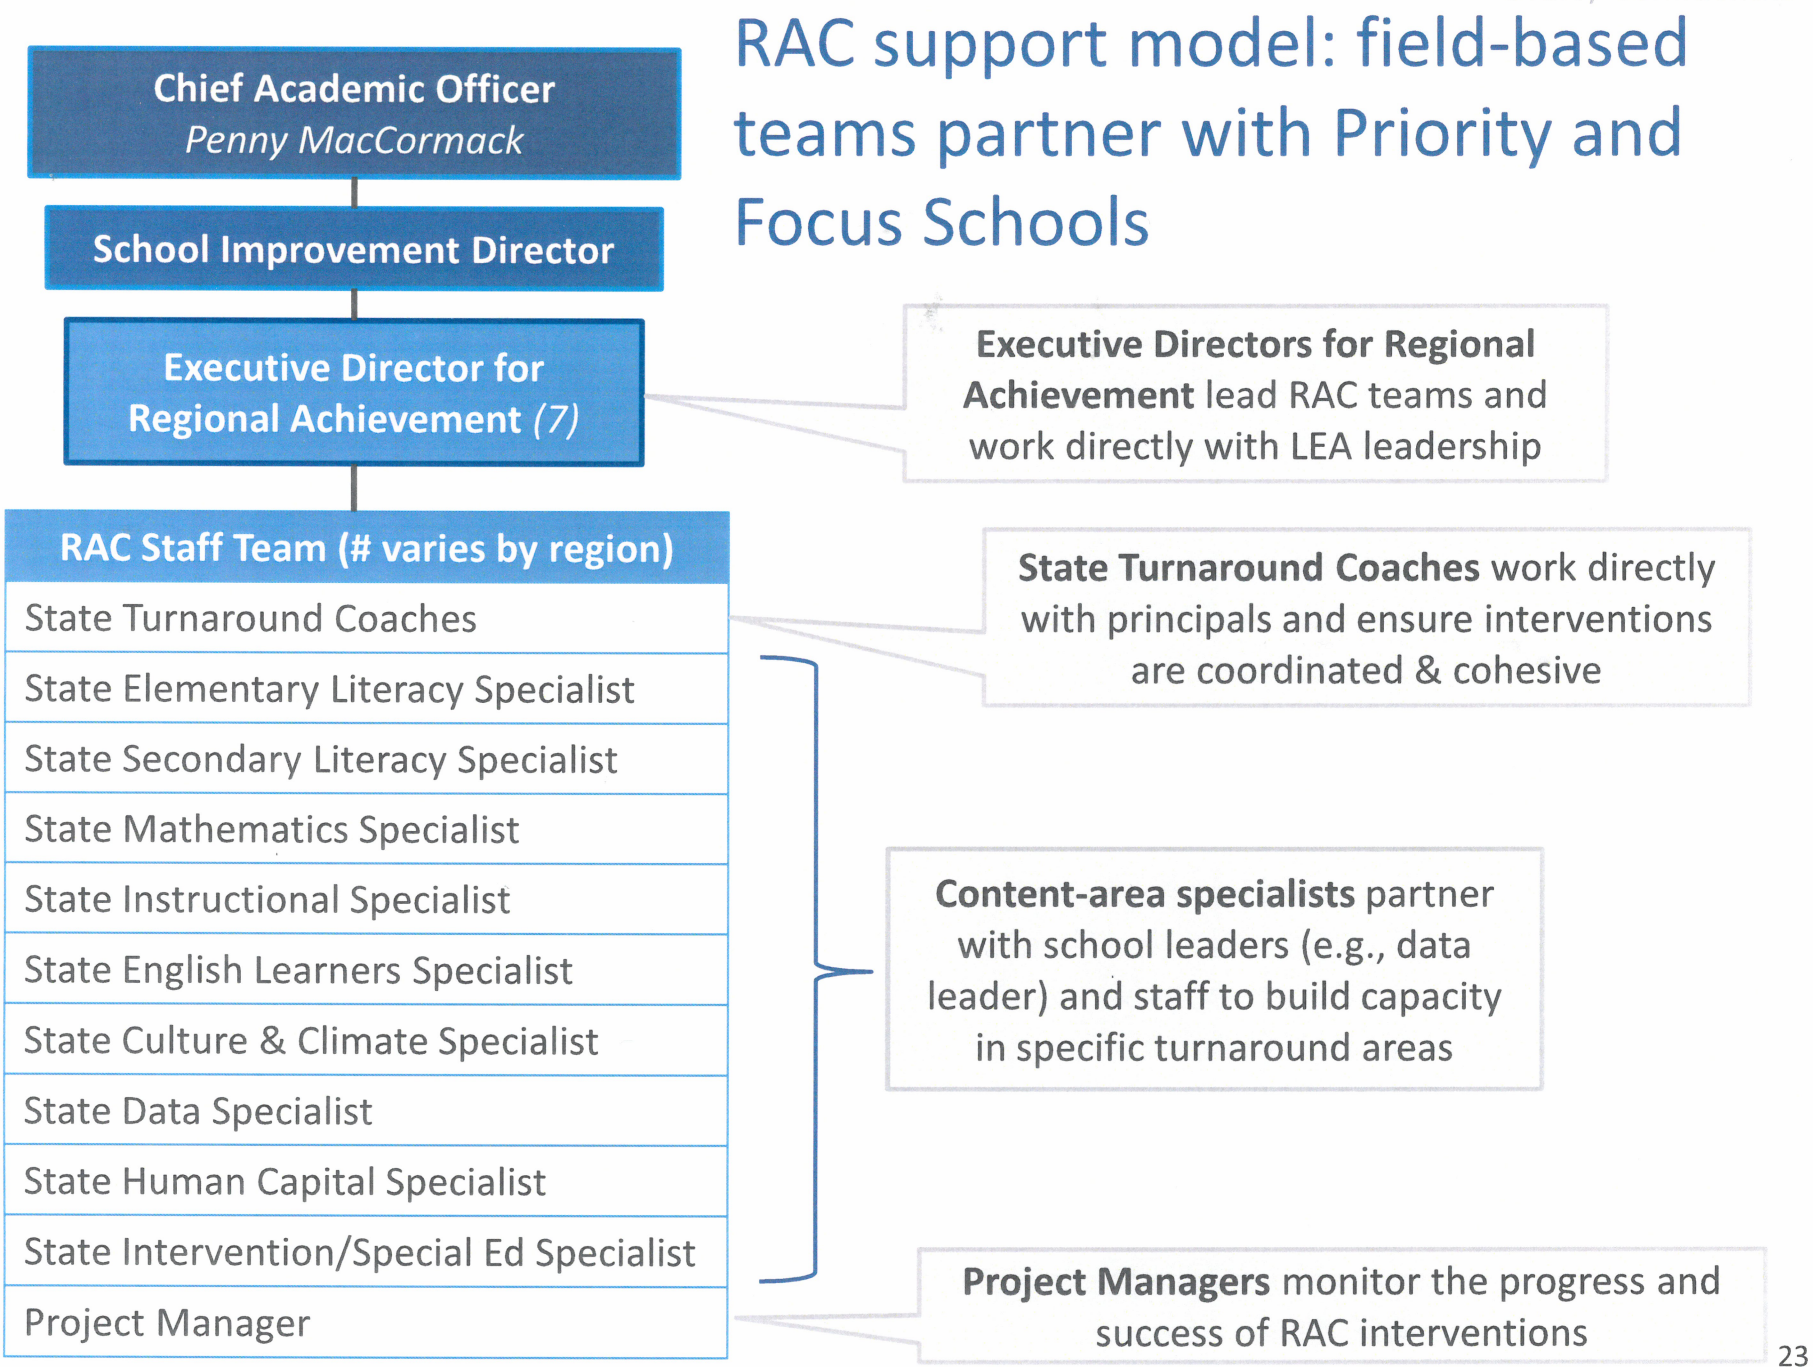 RAC support model: field-based
teams partner with Priority and
Focus Schools
Chief Academic Officer
Penny MacCormack
School Improvement Director
Executive Director for
Regional Achievement (7)
Executive Directors for Regional
Achievement lead RAC teams and
work directly with LEA leadership
RAC Staff Team (# varies by region)
State Turnaround Coaches
State Elementary Literacy Specialist
State Secondary Literacy Specialist
State Mathematics Specialist
State Instructional Specialist
State English Learners Specialist
State Culture & Climate Specialist
State Data Specialist
State Human Capital Specialist
State Intervention/Special Ed Specialist
Project Manager
State Turnaround Coaches work directly
with principals and ensure interventions
are coordinated & cohesive
Content-area specialists partner
with school leaders (e.g., data
leader) and staff to build capacity
in specific turnaround areas
Project Managers monitor the progress and
success of RAC interventions
23